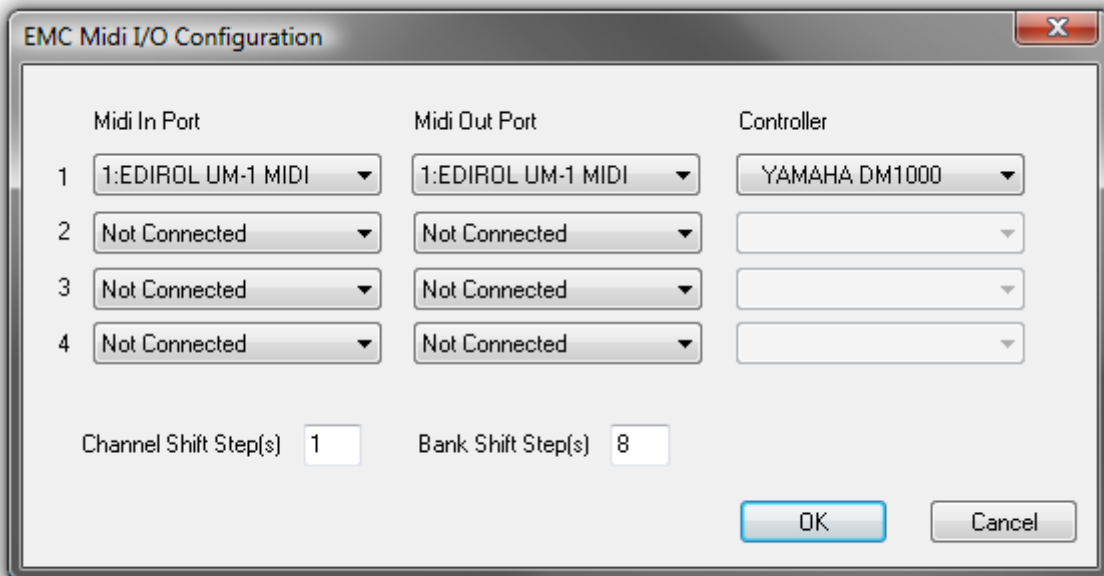 EMC Midi I/O Configuration
Midi In Port Midi Out Port Controller
1 1:EDIROL UM-1 MIDI 1:EDIROL UM-1 MIDI YAMAHA DM1000
2 Not Connected Not Connected
3 Not Connected Not Connected
4 Not Connected Not Connected
Channel Shift Step(s) 1 Bank Shift Step(s) 8
OK Cancel